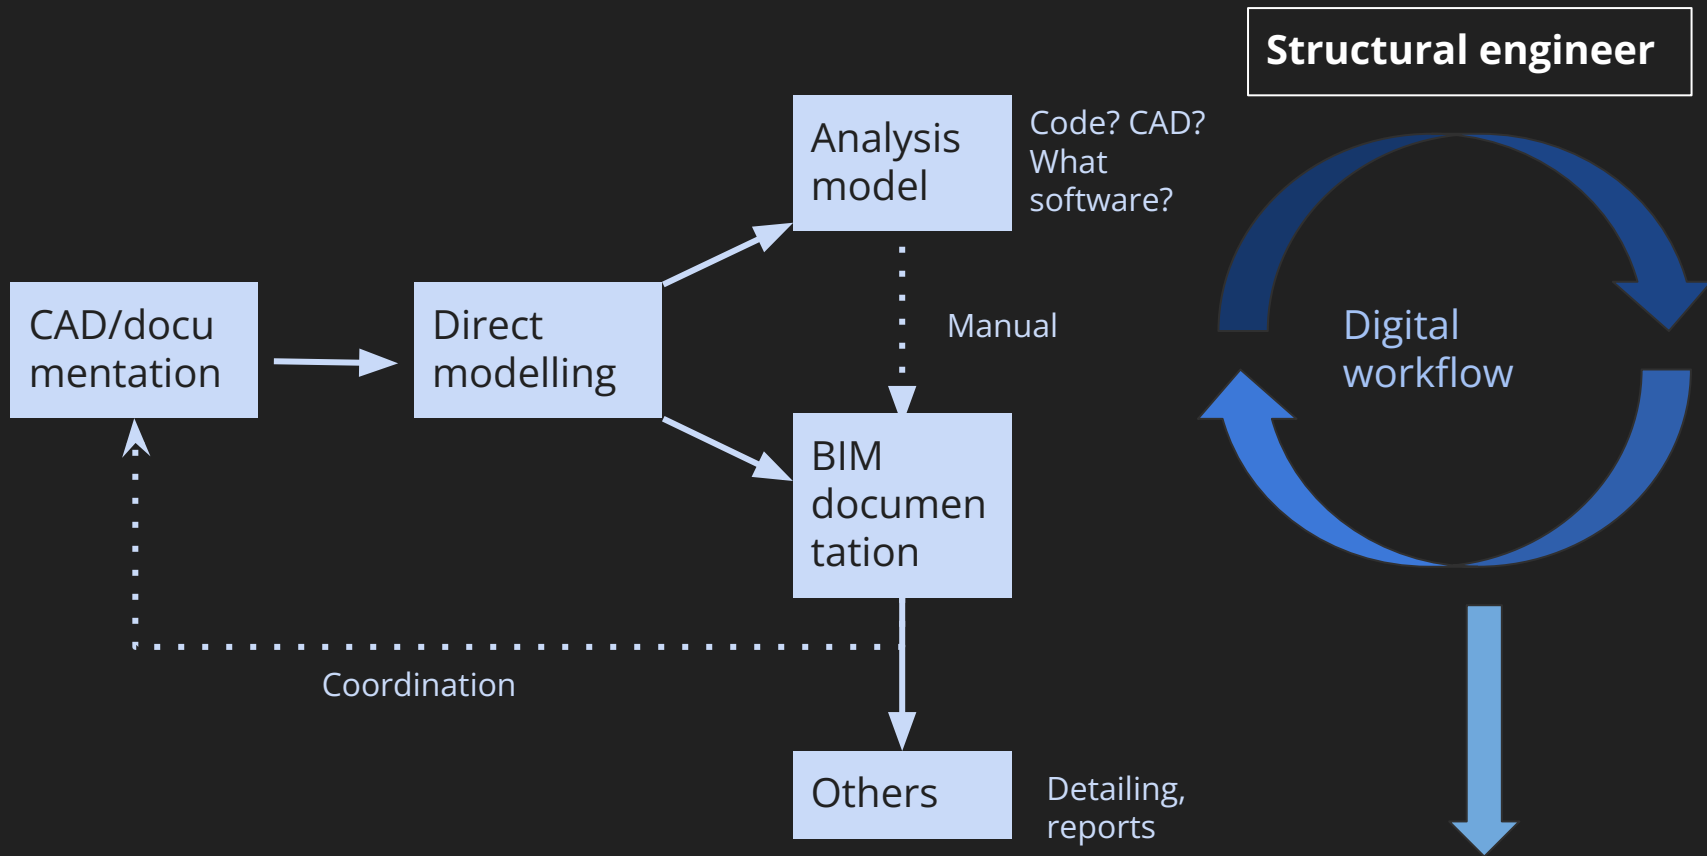 Structural engineer
Analysis
model
Code? CAD?
What
software?
CAD/docu
mentation
Direct
modelling
Manual
Digital
workflow
BIM
documen
tation
Coordination
Others
Detailing,
reports